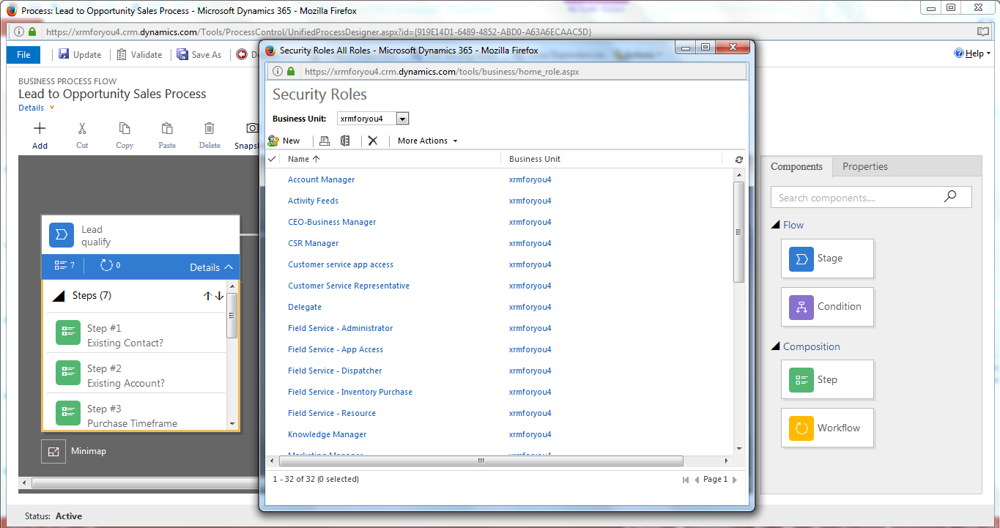 Process: Lead to Opportunity Sales Process - Microsoft Dynamics 365 - Mozilla Firefox
https://xrmforyou4.crm.dynamics.com/Tools/ProcessControl/UnifiedProcessDesigner.aspx?id={919E14D1-6489-4852-ABD0-A63A6ECAAC5D}
File Update Validate Save As Help
BUSINESS PROCESS FLOW
Lead to Opportunity Sales Process
Details
Add Cut Copy Paste Delete Snaps
Lead
qualify
7 0 Details
Steps (7)
Step #1
Existing Contact?
Step #2
Existing Account?
Step #3
Purchase Timeframe
Minimap
Status: Active
Security Roles All Roles - Microsoft Dynamics 365 - Mozilla Firefox
https://xrmforyou4.crm.dynamics.com/tools/business/home_role.aspx
Security Roles
Business Unit: xrmforyou4
New More Actions
Name Business Unit
Account Manager xrmforyou4
Activity Feeds xrmforyou4
CEO-Business Manager xrmforyou4
CSR Manager xrmforyou4
Customer service app access xrmforyou4
Customer Service Representative xrmforyou4
Delegate xrmforyou4
Field Service - Administrator xrmforyou4
Field Service - App Access xrmforyou4
Field Service - Dispatcher xrmforyou4
Field Service - Inventory Purchase xrmforyou4
Field Service - Resource xrmforyou4
Knowledge Manager xrmforyou4
Marketing Manager xrmforyou4
1 - 32 of 32 (0 selected) Page 1
Components Properties
Search components....
Flow
Stage
Condition
Composition
Step
Workflow